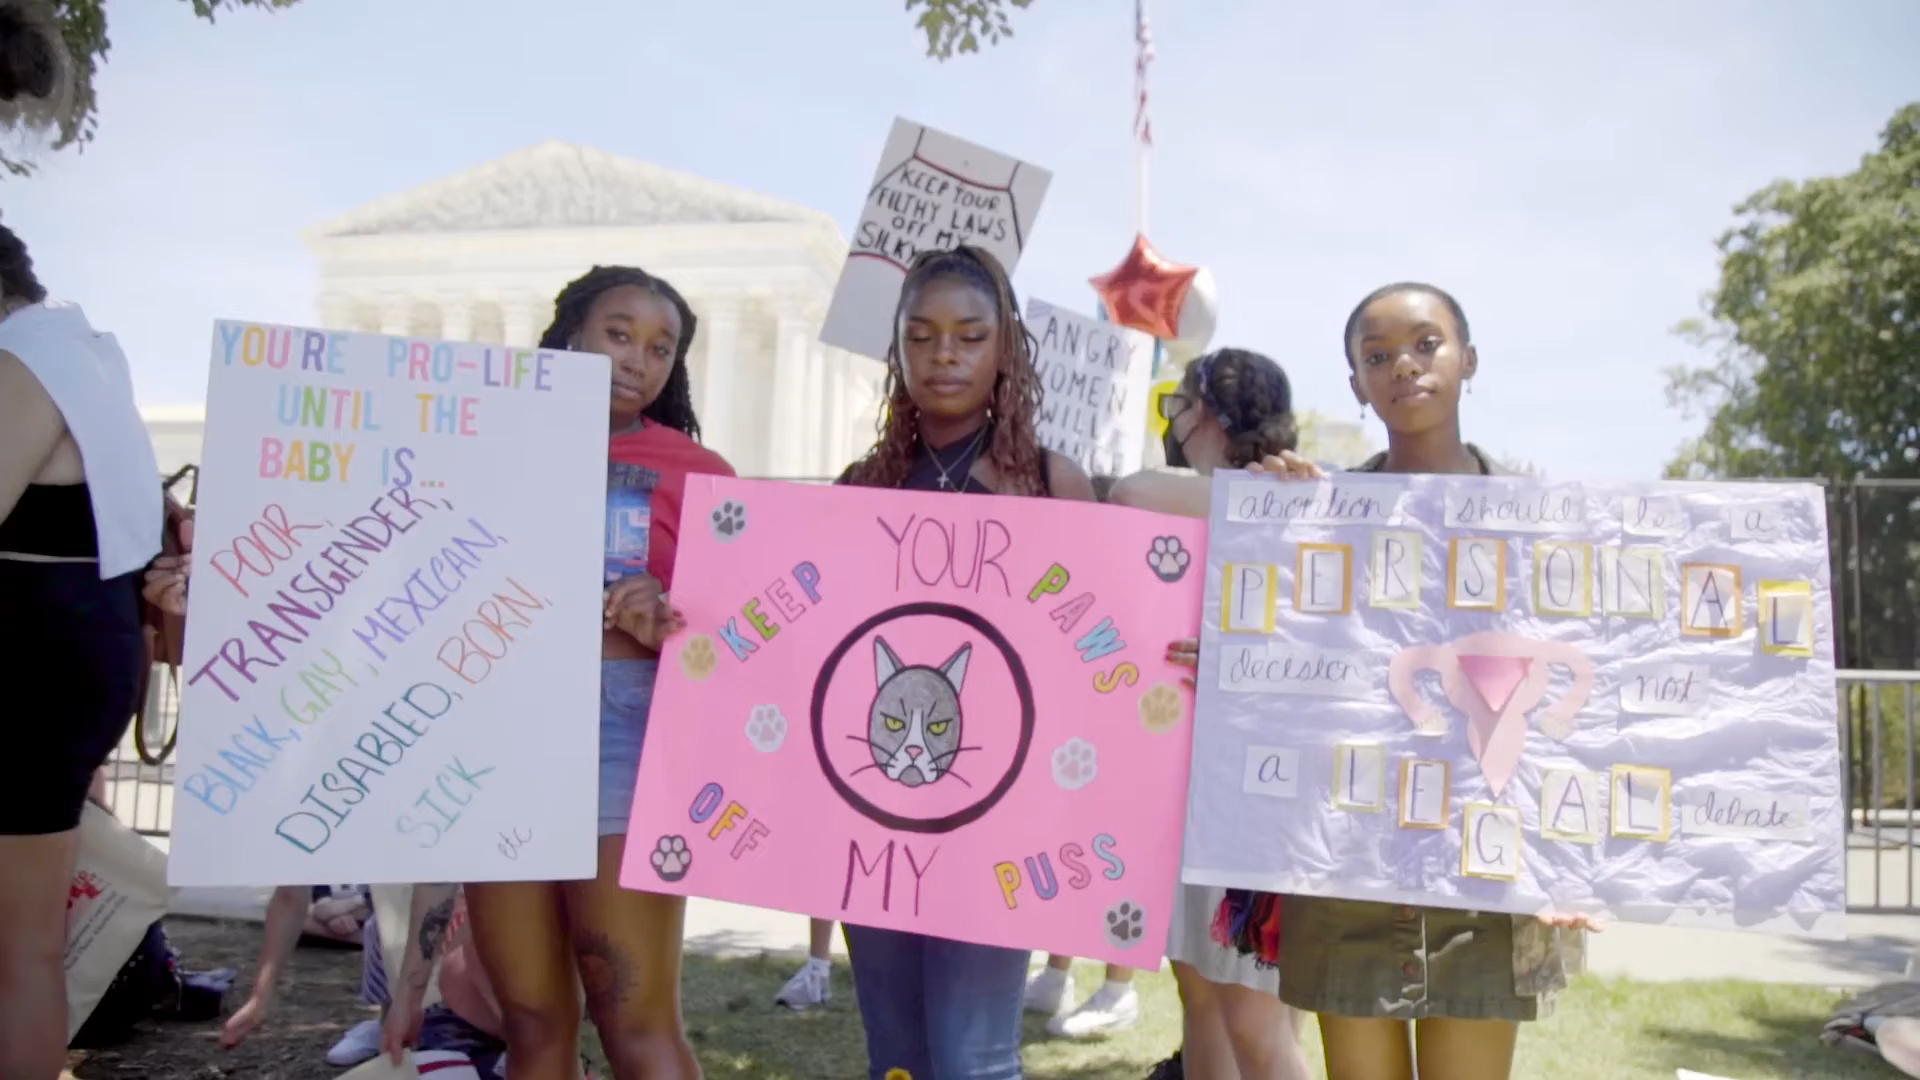 YOU'RE PRO-LIFE
UNTIL THE
BABY IS...
POOR,
TRANSGENDER,
BLACK, GAY, MEXICAN,
DISABLED, BORN,
SICK
etc
KEEP YOUR
FILTHY LAWS
OFF MY
SILKY
ANGRY
WOMEN
WILL
KEEP YOUR PAWS
OFF MY PUSS
abortion should be a
PERSONAL
decision not
a LEGAL debate